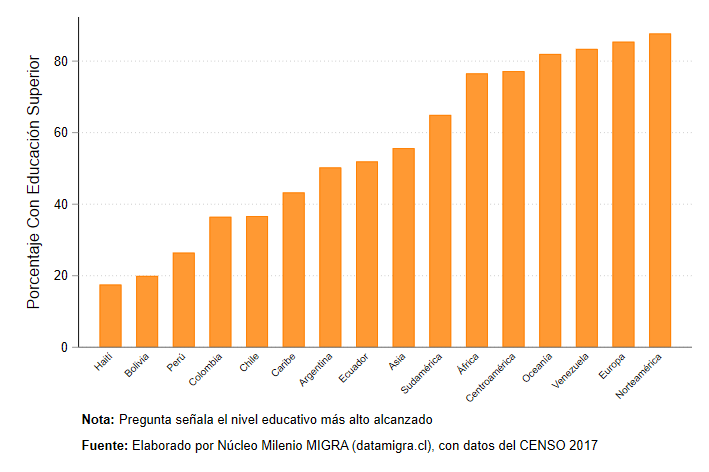 Porcentaje Con Educación Superior
80
60
40
20
0
Haití
Bolivia
Perú
Colombia
Chile
Caribe
Argentina
Ecuador
Asia
Sudamérica
África
Centroamérica
Oceanía
Venezuela
Europa
Norteamérica
Nota: Pregunta señala el nivel educativo más alto alcanzado
Fuente: Elaborado por Núcleo Milenio MIGRA (datamigra.cl), con datos del CENSO 2017